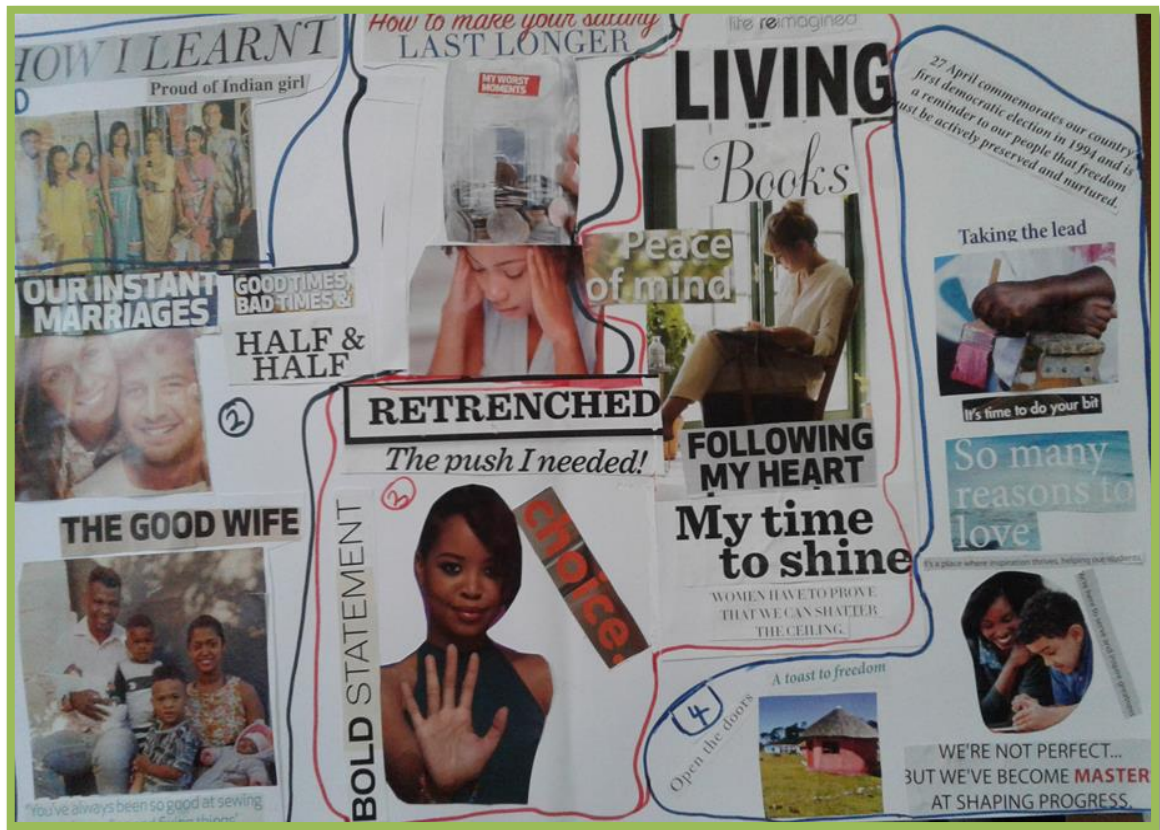 HOW I LEARNT
Proud of Indian girl
OUR INSTANT
MARRIAGES
GOOD TIMES,
BAD TIMES &
HALF &
HALF
2
THE GOOD WIFE
"You've always been so good at sewing
How to make your salary
LAST LONGER
MY WORST
MOMENTS
RETRENCHED
The push I needed!
3
BOLD STATEMENT
choice.
life reimagined
LIVING
Books
Peace
of mind
FOLLOWING
MY HEART
My time
to shine
WOMEN HAVE TO PROVE
THAT WE CAN SHATTER
THE CEILING.
27 April commemorates our country's
first democratic election in 1994 and is
a reminder to our people that freedom
must be actively preserved and nurtured.
Taking the lead
It's time to do your bit
So many
reasons to
love
It's a place where inspiration thrives, helping our students
4
Open the doors
A toast to freedom
WE'RE NOT PERFECT...
BUT WE'VE BECOME MASTER
AT SHAPING PROGRESS.